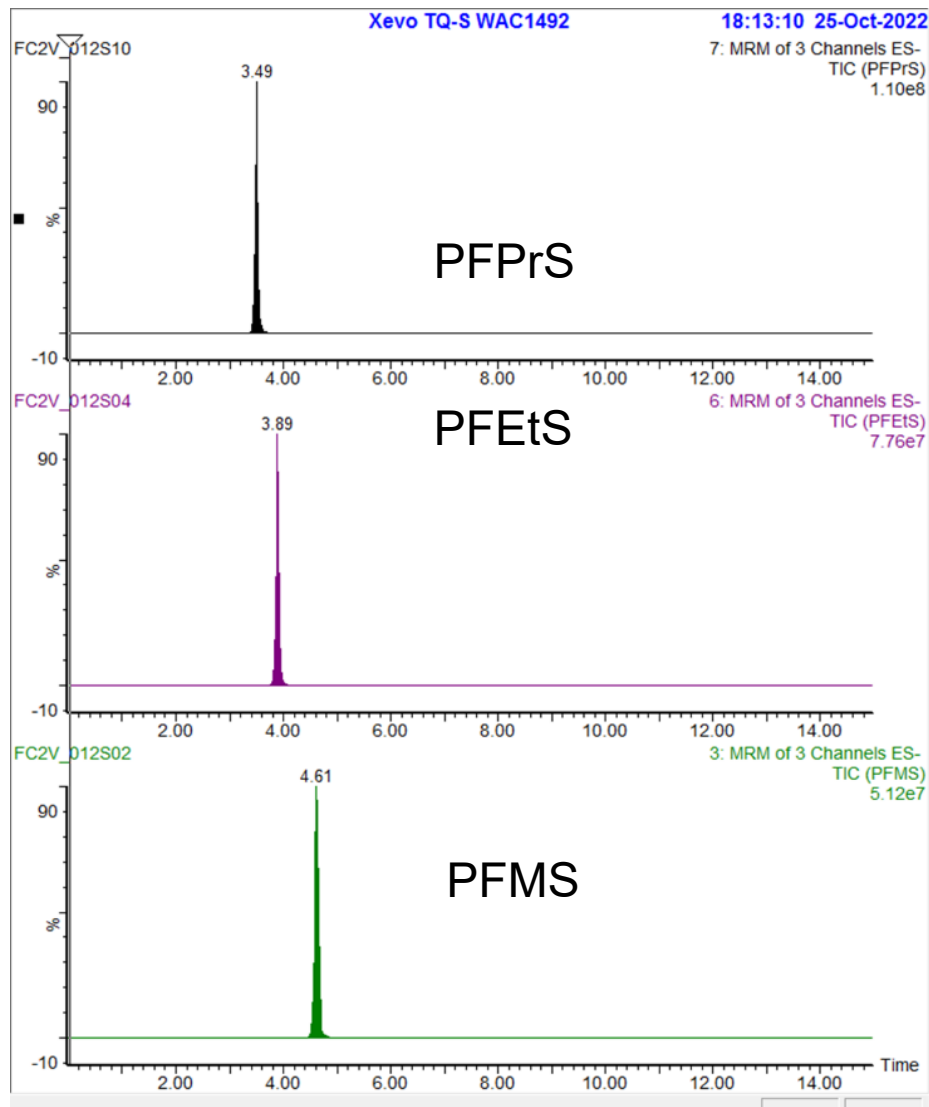 Xevo TQ-S WAC1492 18:13:10 25-Oct-2022
FC2V_012S10 7: MRM of 3 Channels ES-
TIC (PFPrS)
1.10e8
3.49
90
%
PFPrS
-10
2.00 4.00 6.00 8.00 10.00 12.00 14.00
FC2V_012S04 6: MRM of 3 Channels ES-
TIC (PFEtS)
7.76e7
3.89
PFEtS
90
%
-10
2.00 4.00 6.00 8.00 10.00 12.00 14.00
FC2V_012S02 3: MRM of 3 Channels ES-
TIC (PFMS)
5.12e7
4.61
90
PFMS
%
-10
Time
2.00 4.00 6.00 8.00 10.00 12.00 14.00